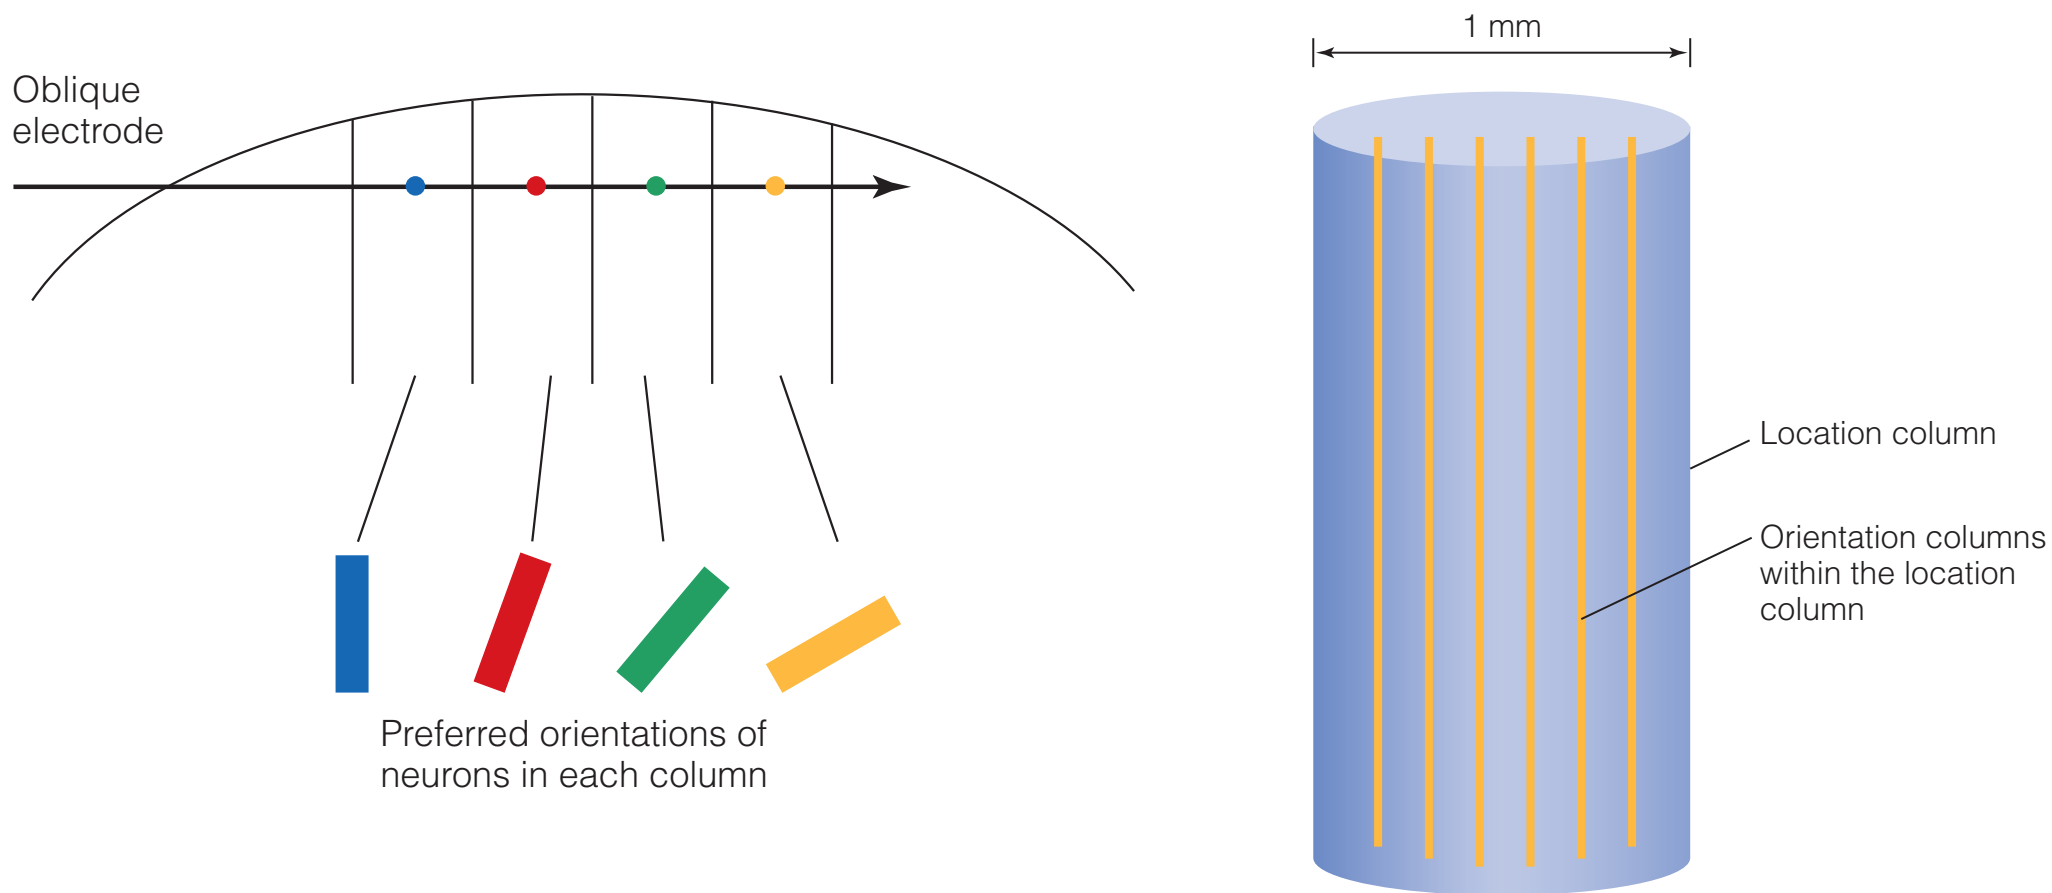 Oblique
electrode
Preferred orientations of
neurons in each column
1 mm
Location column
Orientation columns
within the location
column